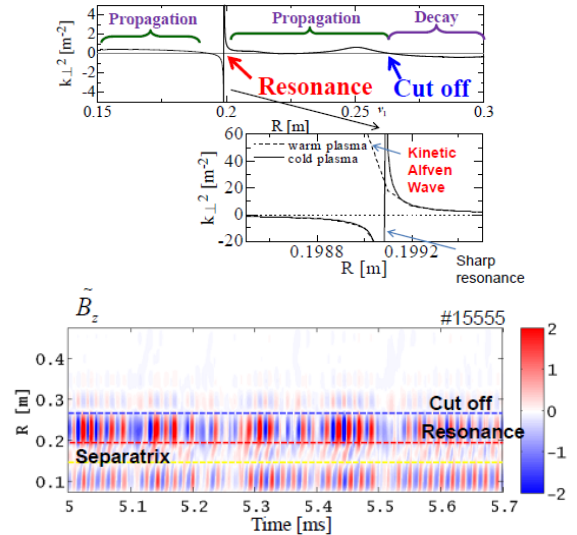 k⊥² [m⁻²]
4
2
0
-2
-4
Propagation
Propagation
Decay
Resonance
Cut off
0.15
0.2
0.25
0.3
v₁
R [m]
k⊥² [m⁻²]
60
40
20
0
-20
---- warm plasma
— cold plasma
Kinetic
Alfven
Wave
0.1988
0.1992
R [m]
Sharp
resonance
B̃z
#15555
R [m]
0.4
0.3
0.2
0.1
Cut off
Resonance
Separatrix
5
5.1
5.2
5.3
5.4
5.5
5.6
5.7
Time [ms]
2
1
0
-1
-2